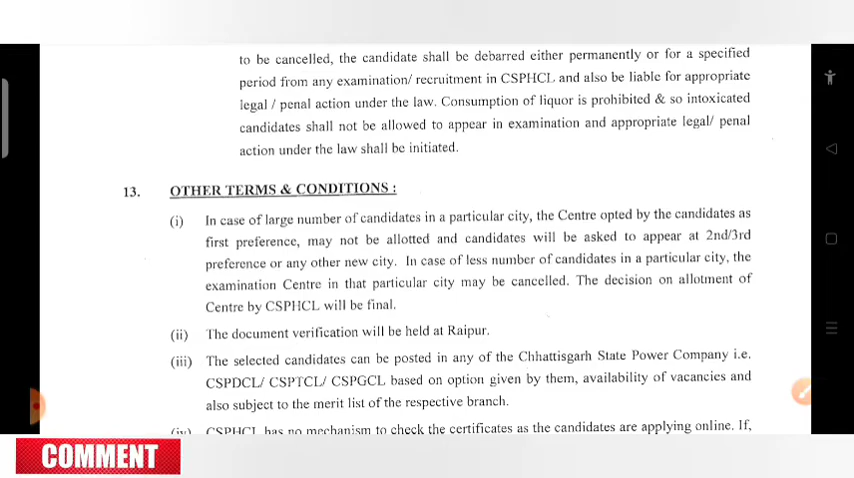 to be cancelled, the candidate shall be debarred either permanently or for a specified
period from any examination/ recruitment in CSPHCL and also be liable for appropriate
legal / penal action under the law. Consumption of liquor is prohibited & so intoxicated
candidates shall not be allowed to appear in examination and appropriate legal/ penal
action under the law shall be initiated.
13. OTHER TERMS & CONDITIONS :
(i) In case of large number of candidates in a particular city, the Centre opted by the candidates as
first preference, may not be allotted and candidates will be asked to appear at 2nd/3rd
preference or any other new city. In case of less number of candidates in a particular city, the
examination Centre in that particular city may be cancelled. The decision on allotment of
Centre by CSPHCL will be final.
(ii) The document verification will be held at Raipur.
(iii) The selected candidates can be posted in any of the Chhattisgarh State Power Company i.e.
CSPDCL/ CSPTCL/ CSPGCL based on option given by them, availability of vacancies and
also subject to the merit list of the respective branch.
(iv) CSPHCL has no mechanism to check the certificates as the candidates are applying online. If,
COMMENT